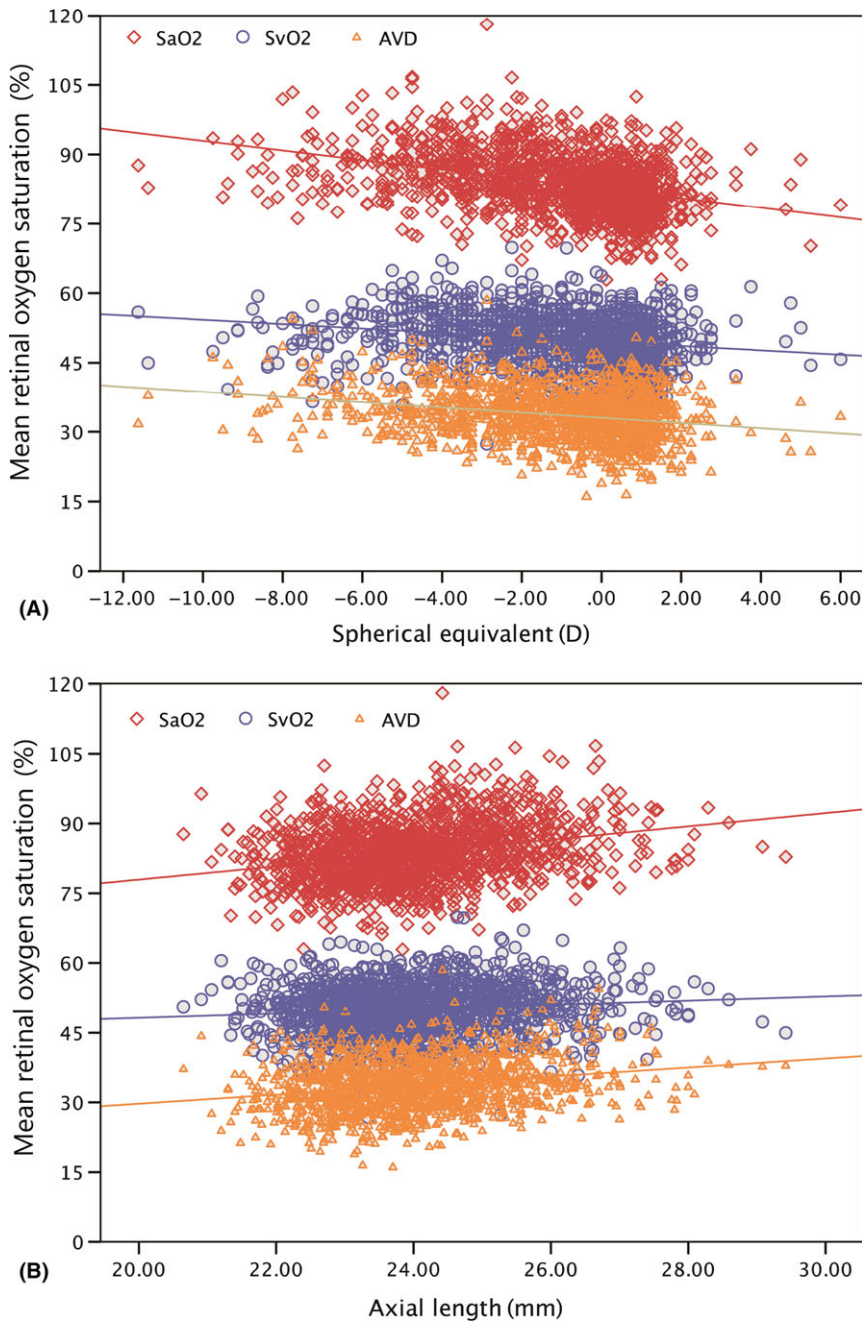 120
SaO2 SvO2 AVD
105
90
75
60
45
30
15
0
Mean retinal oxygen saturation (%)
−12.00 −10.00 −8.00 −6.00 −4.00 −2.00 .00 2.00 4.00 6.00
(A)
Spherical equivalent (D)
120
SaO2 SvO2 AVD
105
90
75
60
45
30
15
0
Mean retinal oxygen saturation (%)
20.00 22.00 24.00 26.00 28.00 30.00
(B)
Axial length (mm)